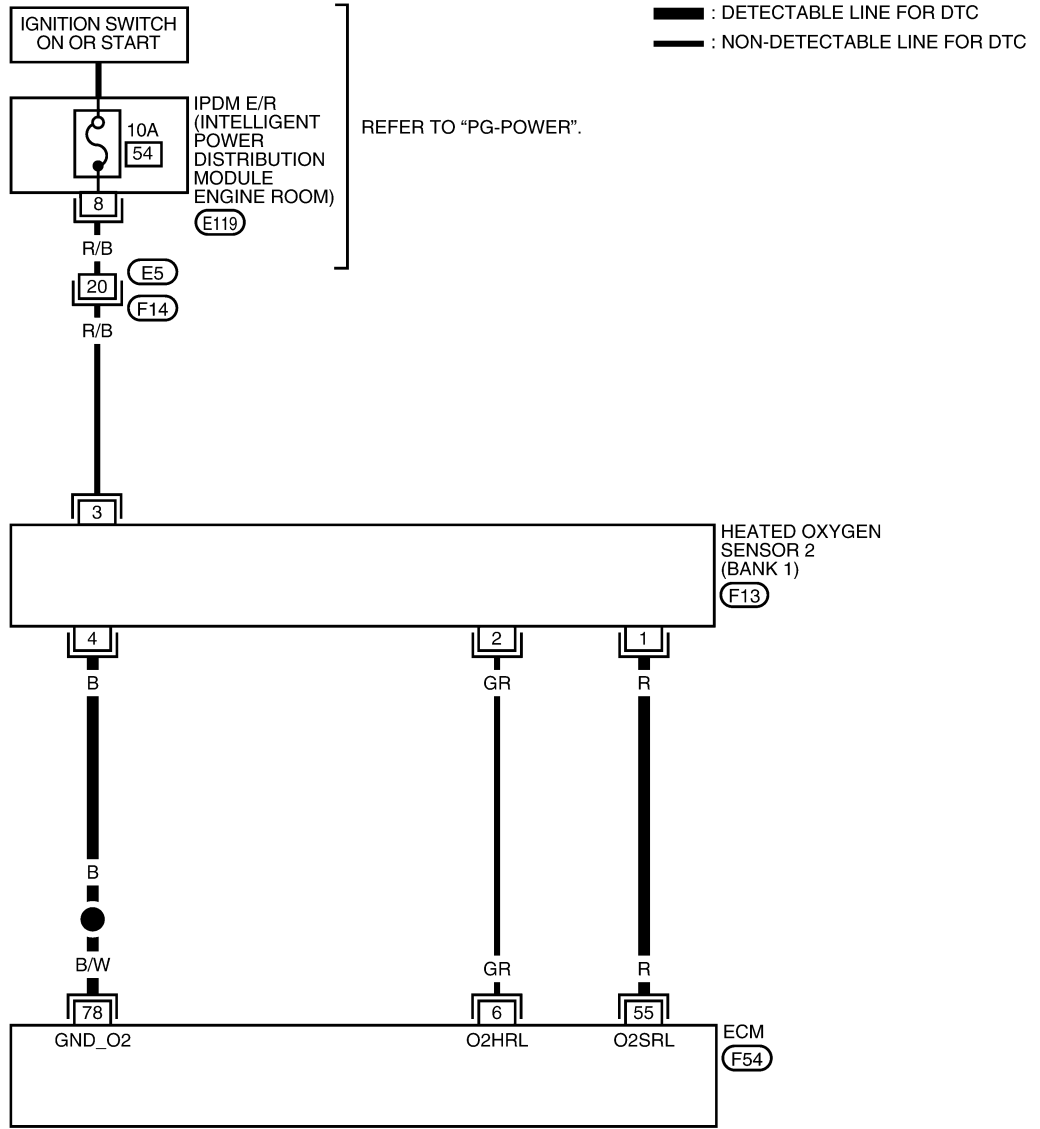 IGNITION SWITCH
ON OR START
: DETECTABLE LINE FOR DTC
: NON-DETECTABLE LINE FOR DTC
10A
54
IPDM E/R
(INTELLIGENT
POWER
DISTRIBUTION
MODULE
ENGINE ROOM)
E119
REFER TO “PG-POWER”.
8
R/B
20
E5
F14
R/B
3
HEATED OXYGEN
SENSOR 2
(BANK 1)
F13
4
2
1
B
GR
R
B
B/W
GR
R
78
6
55
GND_O2
O2HRL
O2SRL
ECM
F54